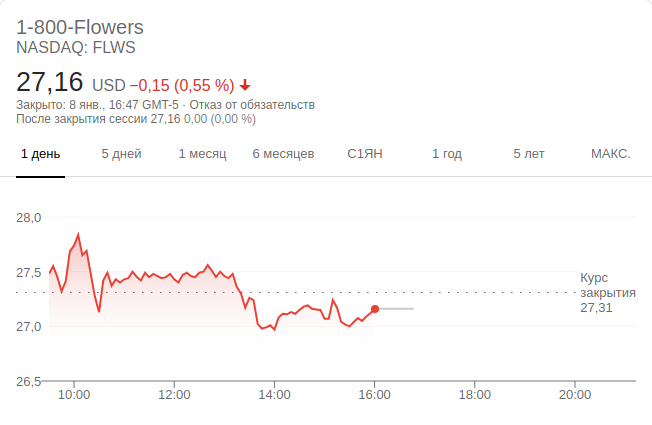 1-800-Flowers
NASDAQ: FLWS
27,16 USD −0,15 (0,55 %)
Закрыто: 8 янв., 16:47 GMT-5 · Отказ от обязательств
После закрытия сессии 27,16 0,00 (0,00 %)
1 день 5 дней 1 месяц 6 месяцев С1ЯН 1 год 5 лет МАКС.
28,0
27,5
Курс
закрытия
27,31
27,0
26,5
10:00 12:00 14:00 16:00 18:00 20:00